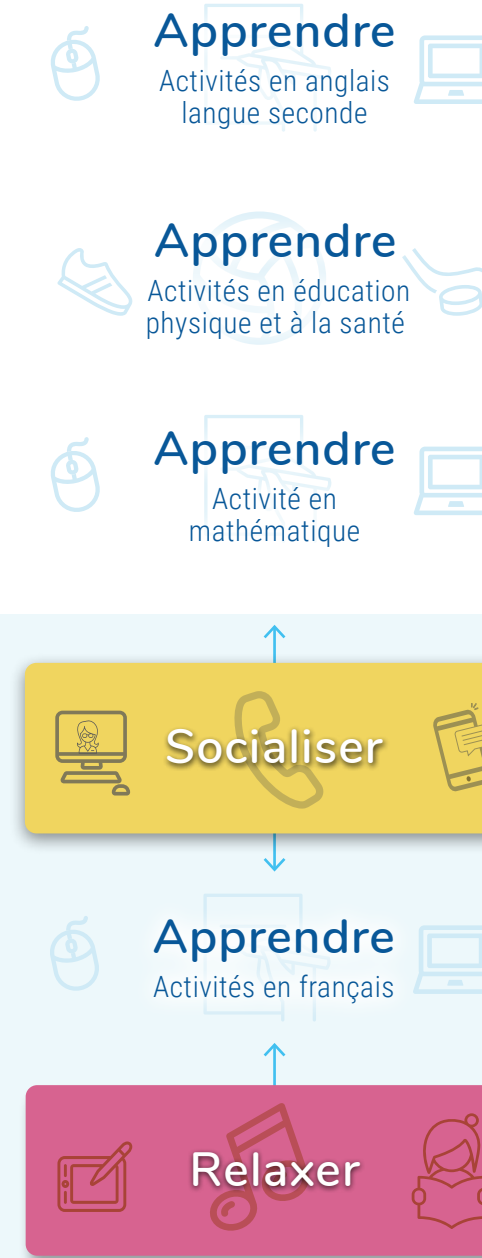 Apprendre
Activités en anglais
langue seconde
Apprendre
Activités en éducation
physique et à la santé
Apprendre
Activité en
mathématique
Socialiser
Apprendre
Activités en français
Relaxer